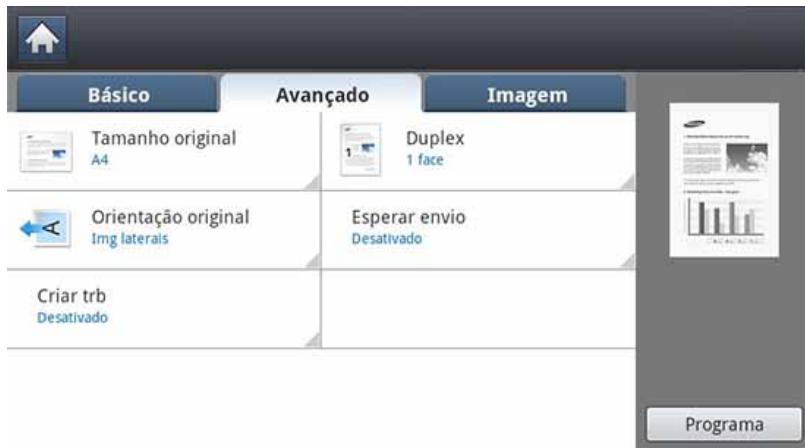 Básico
Avançado
Imagem
Tamanho original
A4
Duplex
1 face
Orientação original
Img laterais
Esperar envio
Desativado
Criar trb
Desativado
Programa